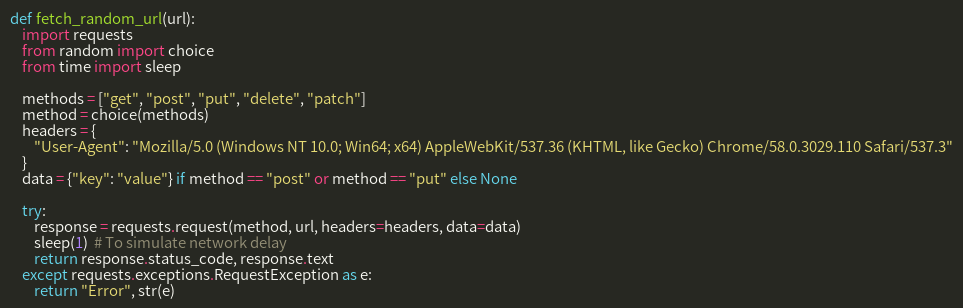 def fetch_random_url(url):
    import requests
    from random import choice
    from time import sleep

    methods = ["get", "post", "put", "delete", "patch"]
    method = choice(methods)
    headers = {
        "User-Agent": "Mozilla/5.0 (Windows NT 10.0; Win64; x64) AppleWebKit/537.36 (KHTML, like Gecko) Chrome/58.0.3029.110 Safari/537.3"
    }
    data = {"key": "value"} if method == "post" or method == "put" else None

    try:
        response = requests.request(method, url, headers=headers, data=data)
        sleep(1)  # To simulate network delay
        return response.status_code, response.text
    except requests.exceptions.RequestException as e:
        return "Error", str(e)